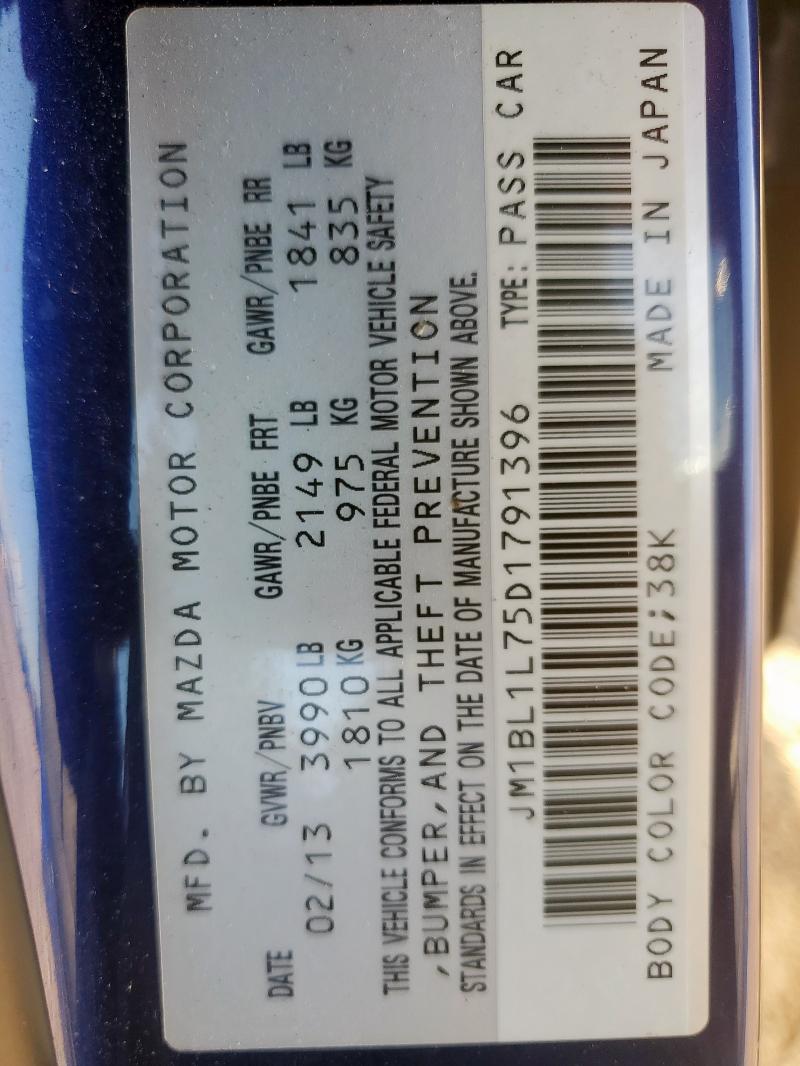 MFD. BY MAZDA MOTOR CORPORATION
DATE GVWR/PNBV GAWR/PNBE FRT GAWR/PNBE RR
02/13 3990 LB 2149 LB 1841 LB
1810 KG 975 KG 835 KG
THIS VEHICLE CONFORMS TO ALL APPLICABLE FEDERAL MOTOR VEHICLE SAFETY
,BUMPER,AND THEFT PREVENTION
STANDARDS IN EFFECT ON THE DATE OF MANUFACTURE SHOWN ABOVE.
JM1BL1L75D1791396 TYPE: PASS CAR
BODY COLOR CODE;38K MADE IN JAPAN